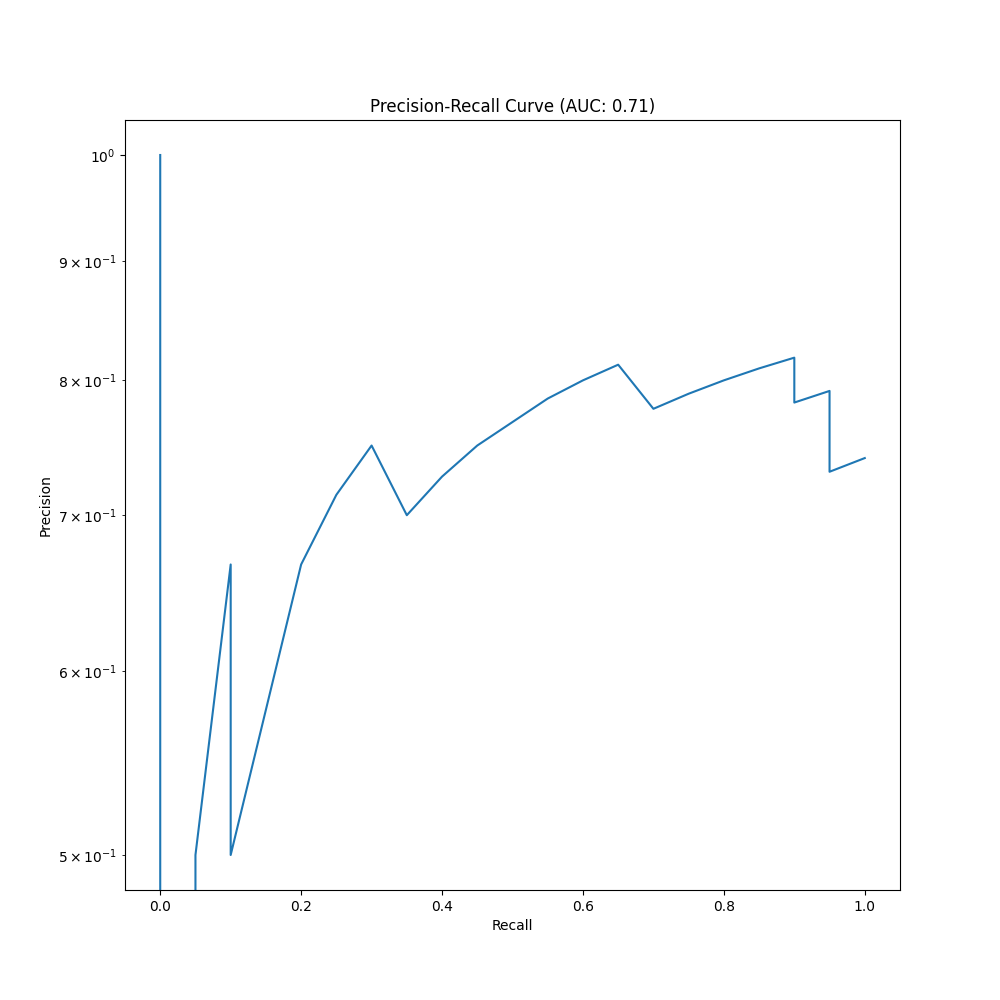 Precision-Recall Curve (AUC: 0.71)
10⁰
9 × 10⁻¹
8 × 10⁻¹
7 × 10⁻¹
6 × 10⁻¹
5 × 10⁻¹
Precision
0.0 0.2 0.4 0.6 0.8 1.0
Recall